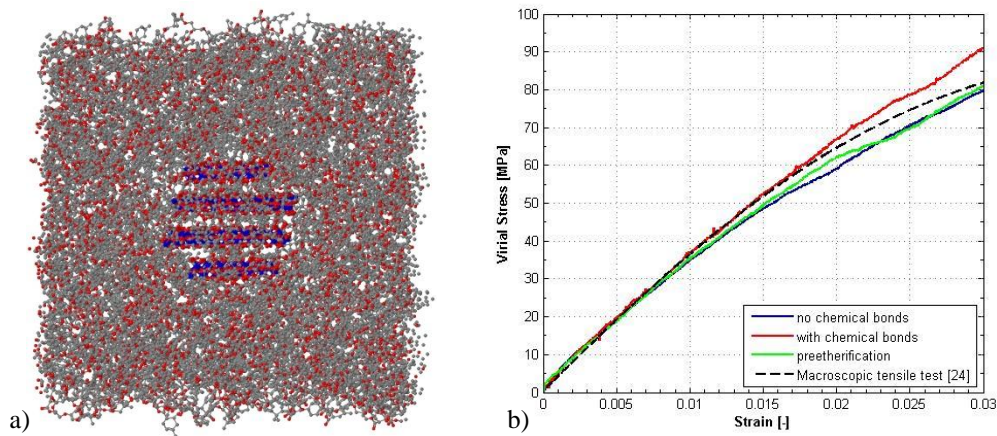 a)
b)
Virial Stress [MPa]
100
90
80
70
60
50
40
30
20
10
0
0
0.005
0.01
0.015
0.02
0.025
0.03
Strain [-]
no chemical bonds
with chemical bonds
preetherification
Macroscopic tensile test [24]